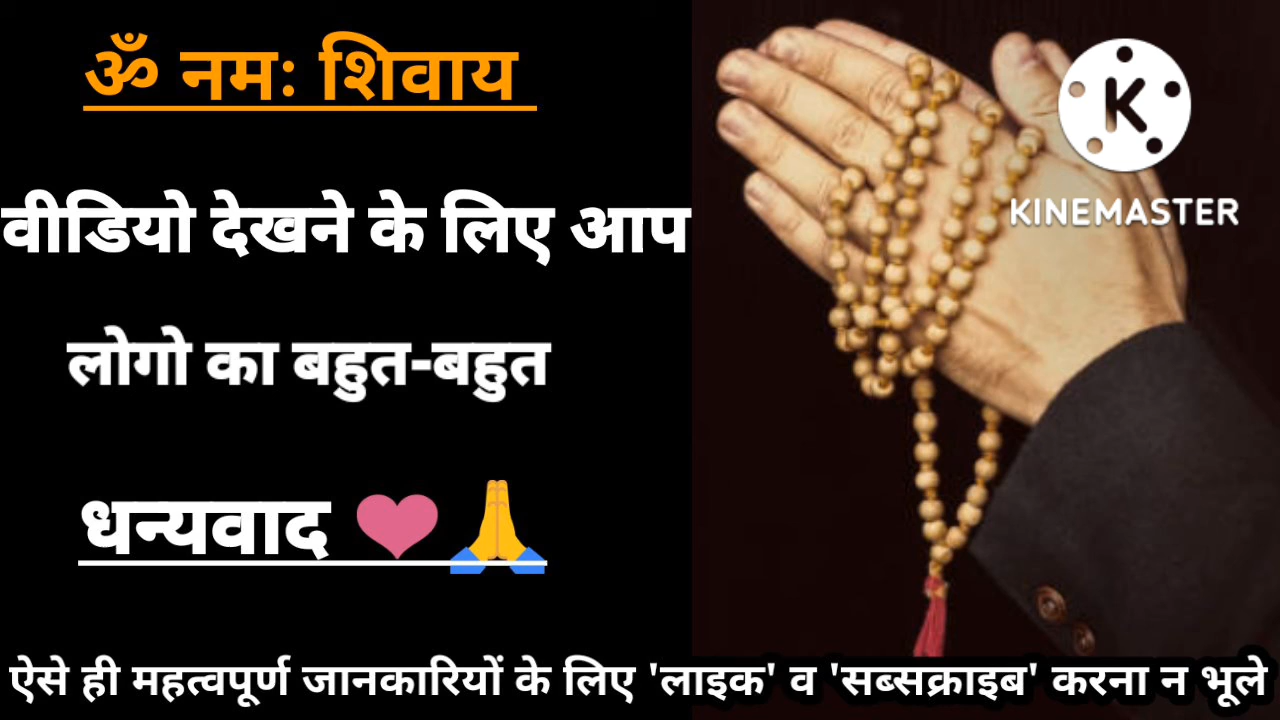 ॐ नमः शिवाय
वीडियो देखने के लिए आप
लोगो का बहुत-बहुत
धन्यवाद ❤🙏
K
KINEMASTER
ऐसे ही महत्वपूर्ण जानकारियों के लिए 'लाइक' व 'सब्सक्राइब' करना न भूले